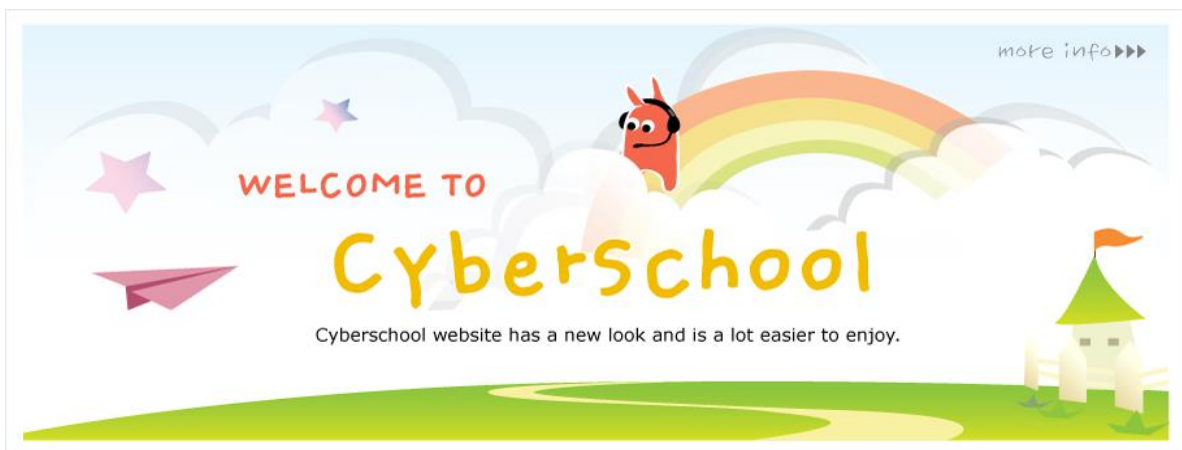 more info
WELCOME TO
CyberSchool
Cyberschool website has a new look and is a lot easier to enjoy.